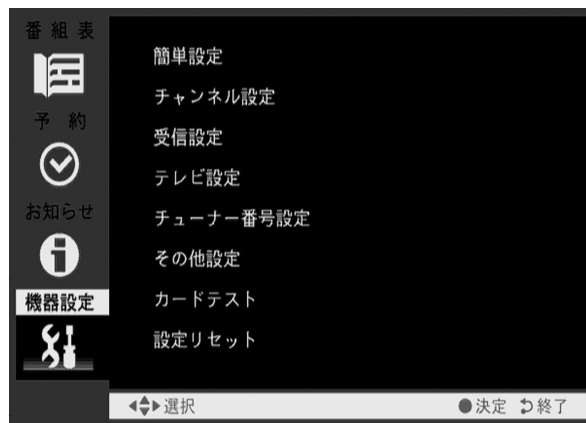 番組表
予約
お知らせ
機器設定
簡単設定
チャンネル設定
受信設定
テレビ設定
チューナー番号設定
その他設定
カードテスト
設定リセット
選択
決定 終了